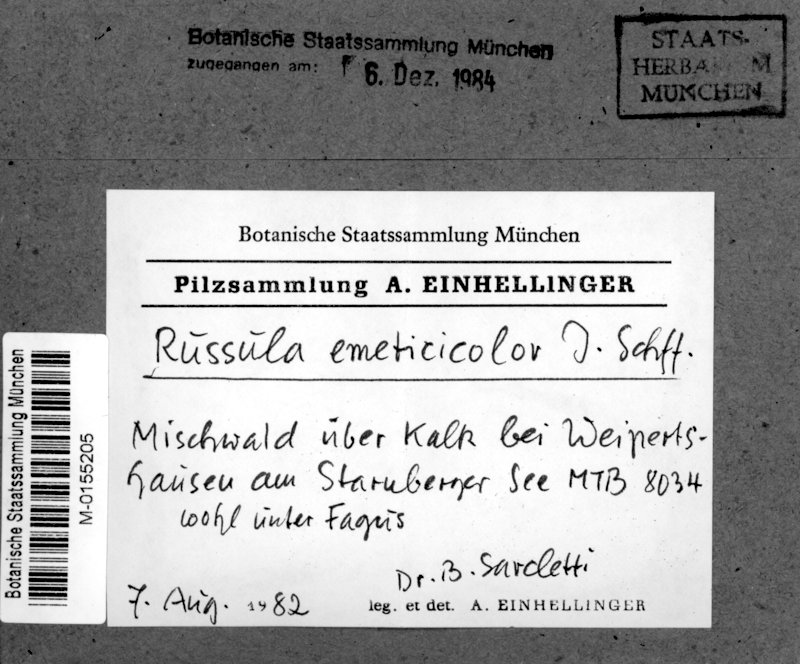 Botanische Staatssammlung München
zugegangen am: 6. Dez. 1984
STAATS-
HERBARIUM
MÜNCHEN
Botanische Staatssammlung München
Pilzsammlung A. EINHELLINGER
Russula emeticicolor J. Schff.
Mischwald über Kalk bei Weiperts-
hausen am Starnberger See MTB 8034
wohl unter Fagus
Dr. B. Sarcletti
7. Aug. 1982 leg. et det. A. EINHELLINGER
Botanische Staatssammlung München
M-0155205